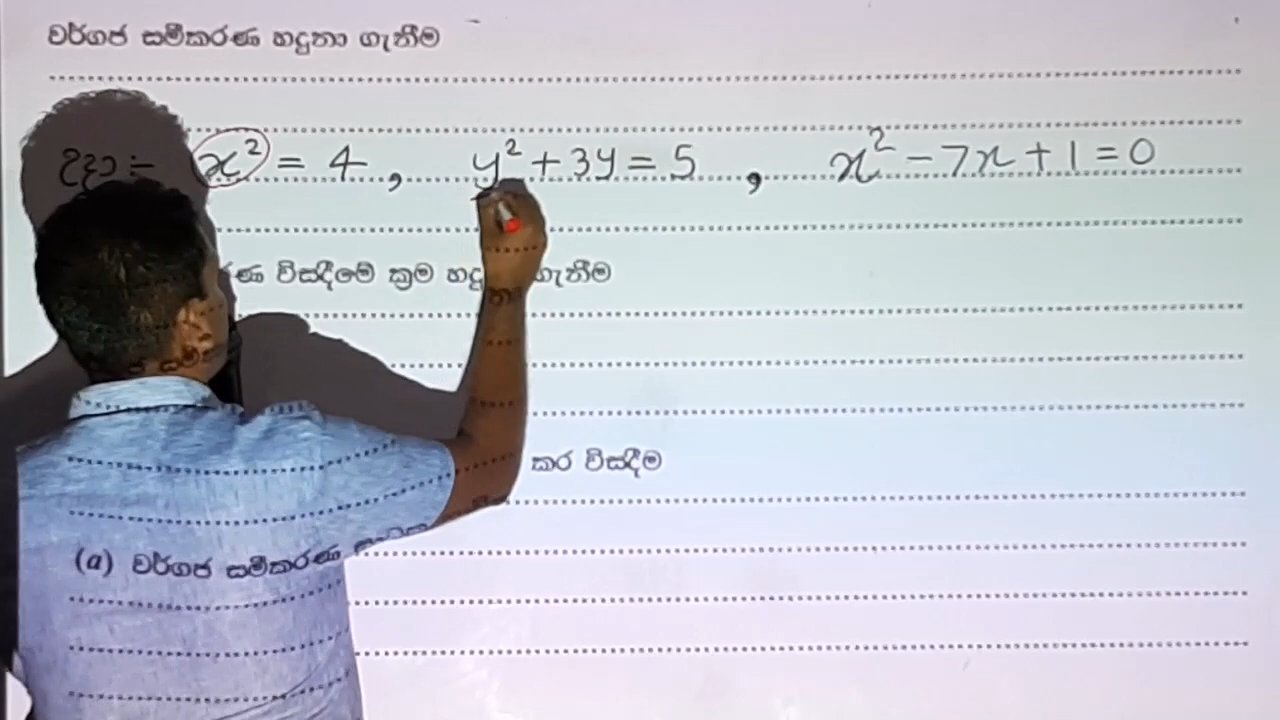 වර්ගජ සමීකරණ හඳුනා ගැනීම
උදා:- x² = 4 , y² + 3y = 5 , x² - 7x + 1 = 0
විසඳීමේ ක්‍රම ගැනීම
කර විසඳීම
(a) වර්ගජ සමීකරණ